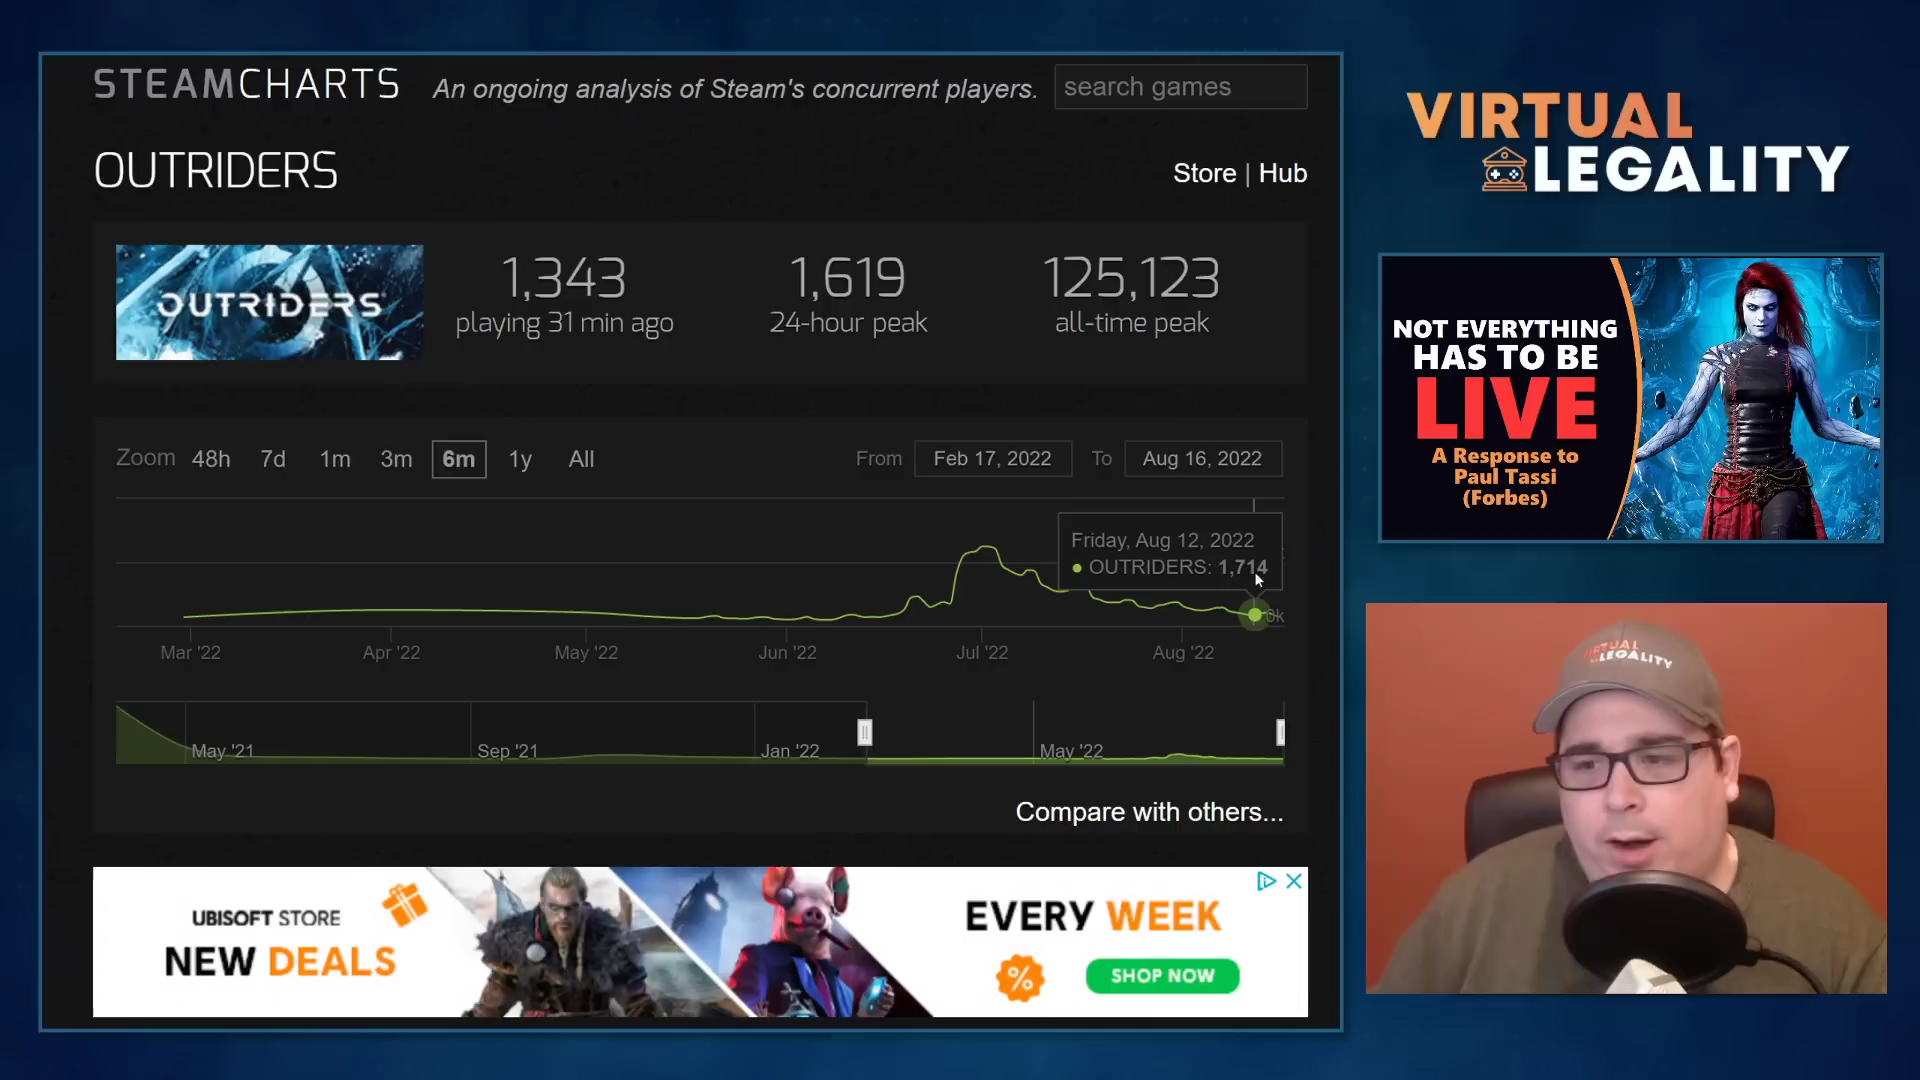 STEAMCHARTS
An ongoing analysis of Steam's concurrent players.
search games
OUTRIDERS
Store | Hub
OUTRIDERS
1,343
playing 31 min ago
1,619
24-hour peak
125,123
all-time peak
Zoom 48h 7d 1m 3m 6m 1y All
From Feb 17, 2022 To Aug 16, 2022
Friday, Aug 12, 2022
OUTRIDERS: 1,714
0k
Mar '22 Apr '22 May '22 Jun '22 Jul '22 Aug '22
May '21 Sep '21 Jan '22 May '22
Compare with others...
UBISOFT STORE
NEW DEALS
EVERY WEEK
%
SHOP NOW
VIRTUAL
LEGALITY
NOT EVERYTHING
HAS TO BE
LIVE
A Response to
Paul Tassi
(Forbes)
VIRTUAL
LEGALITY